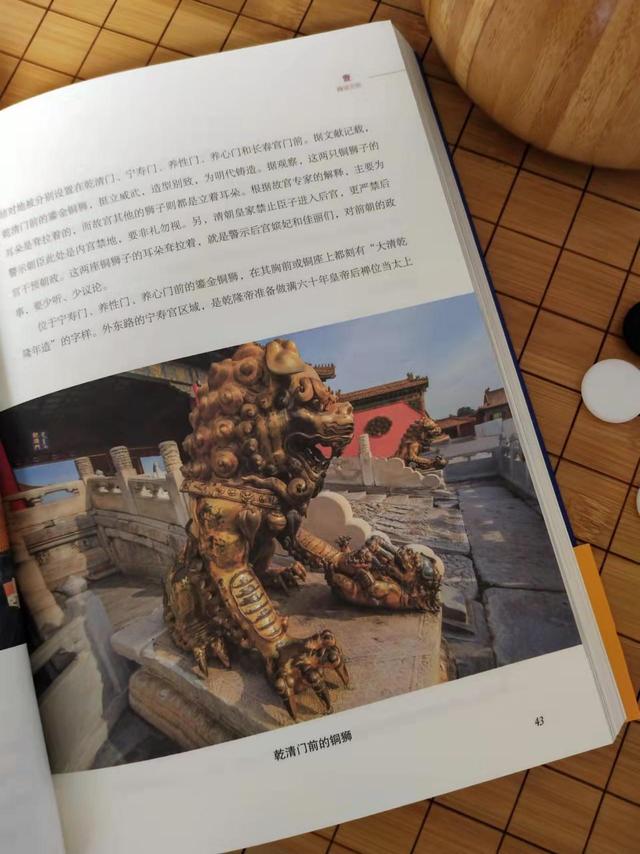 对地被分别设置在乾清门、宁寿门、养性门、养心门和长春宫门前。据文献记载，
乾清门前的鎏金铜狮，挺立威武，造型别致，为明代铸造。据观察，这两只铜狮子的
耳朵是耷拉着的，而故宫其他的狮子则都是立着耳朵。根据故宫专家的解释，主要为
警示朝臣此处是内宫禁地，要非礼勿视。另，清朝皇家禁止臣子进入后宫，更严禁后
宫干预朝政。这两座铜狮子的耳朵耷拉着，就是警示后宫嫔妃和佳丽们，对前朝的政
事，要少听、少议论。
位于宁寿门、养性门、养心门前的鎏金铜狮，在其胸前或铜座上都刻有“大清乾
隆年造”的字样。外东路的宁寿宫区域，是乾隆帝准备做满六十年皇帝后禅位当太上
乾清门
乾清门前的铜狮
43